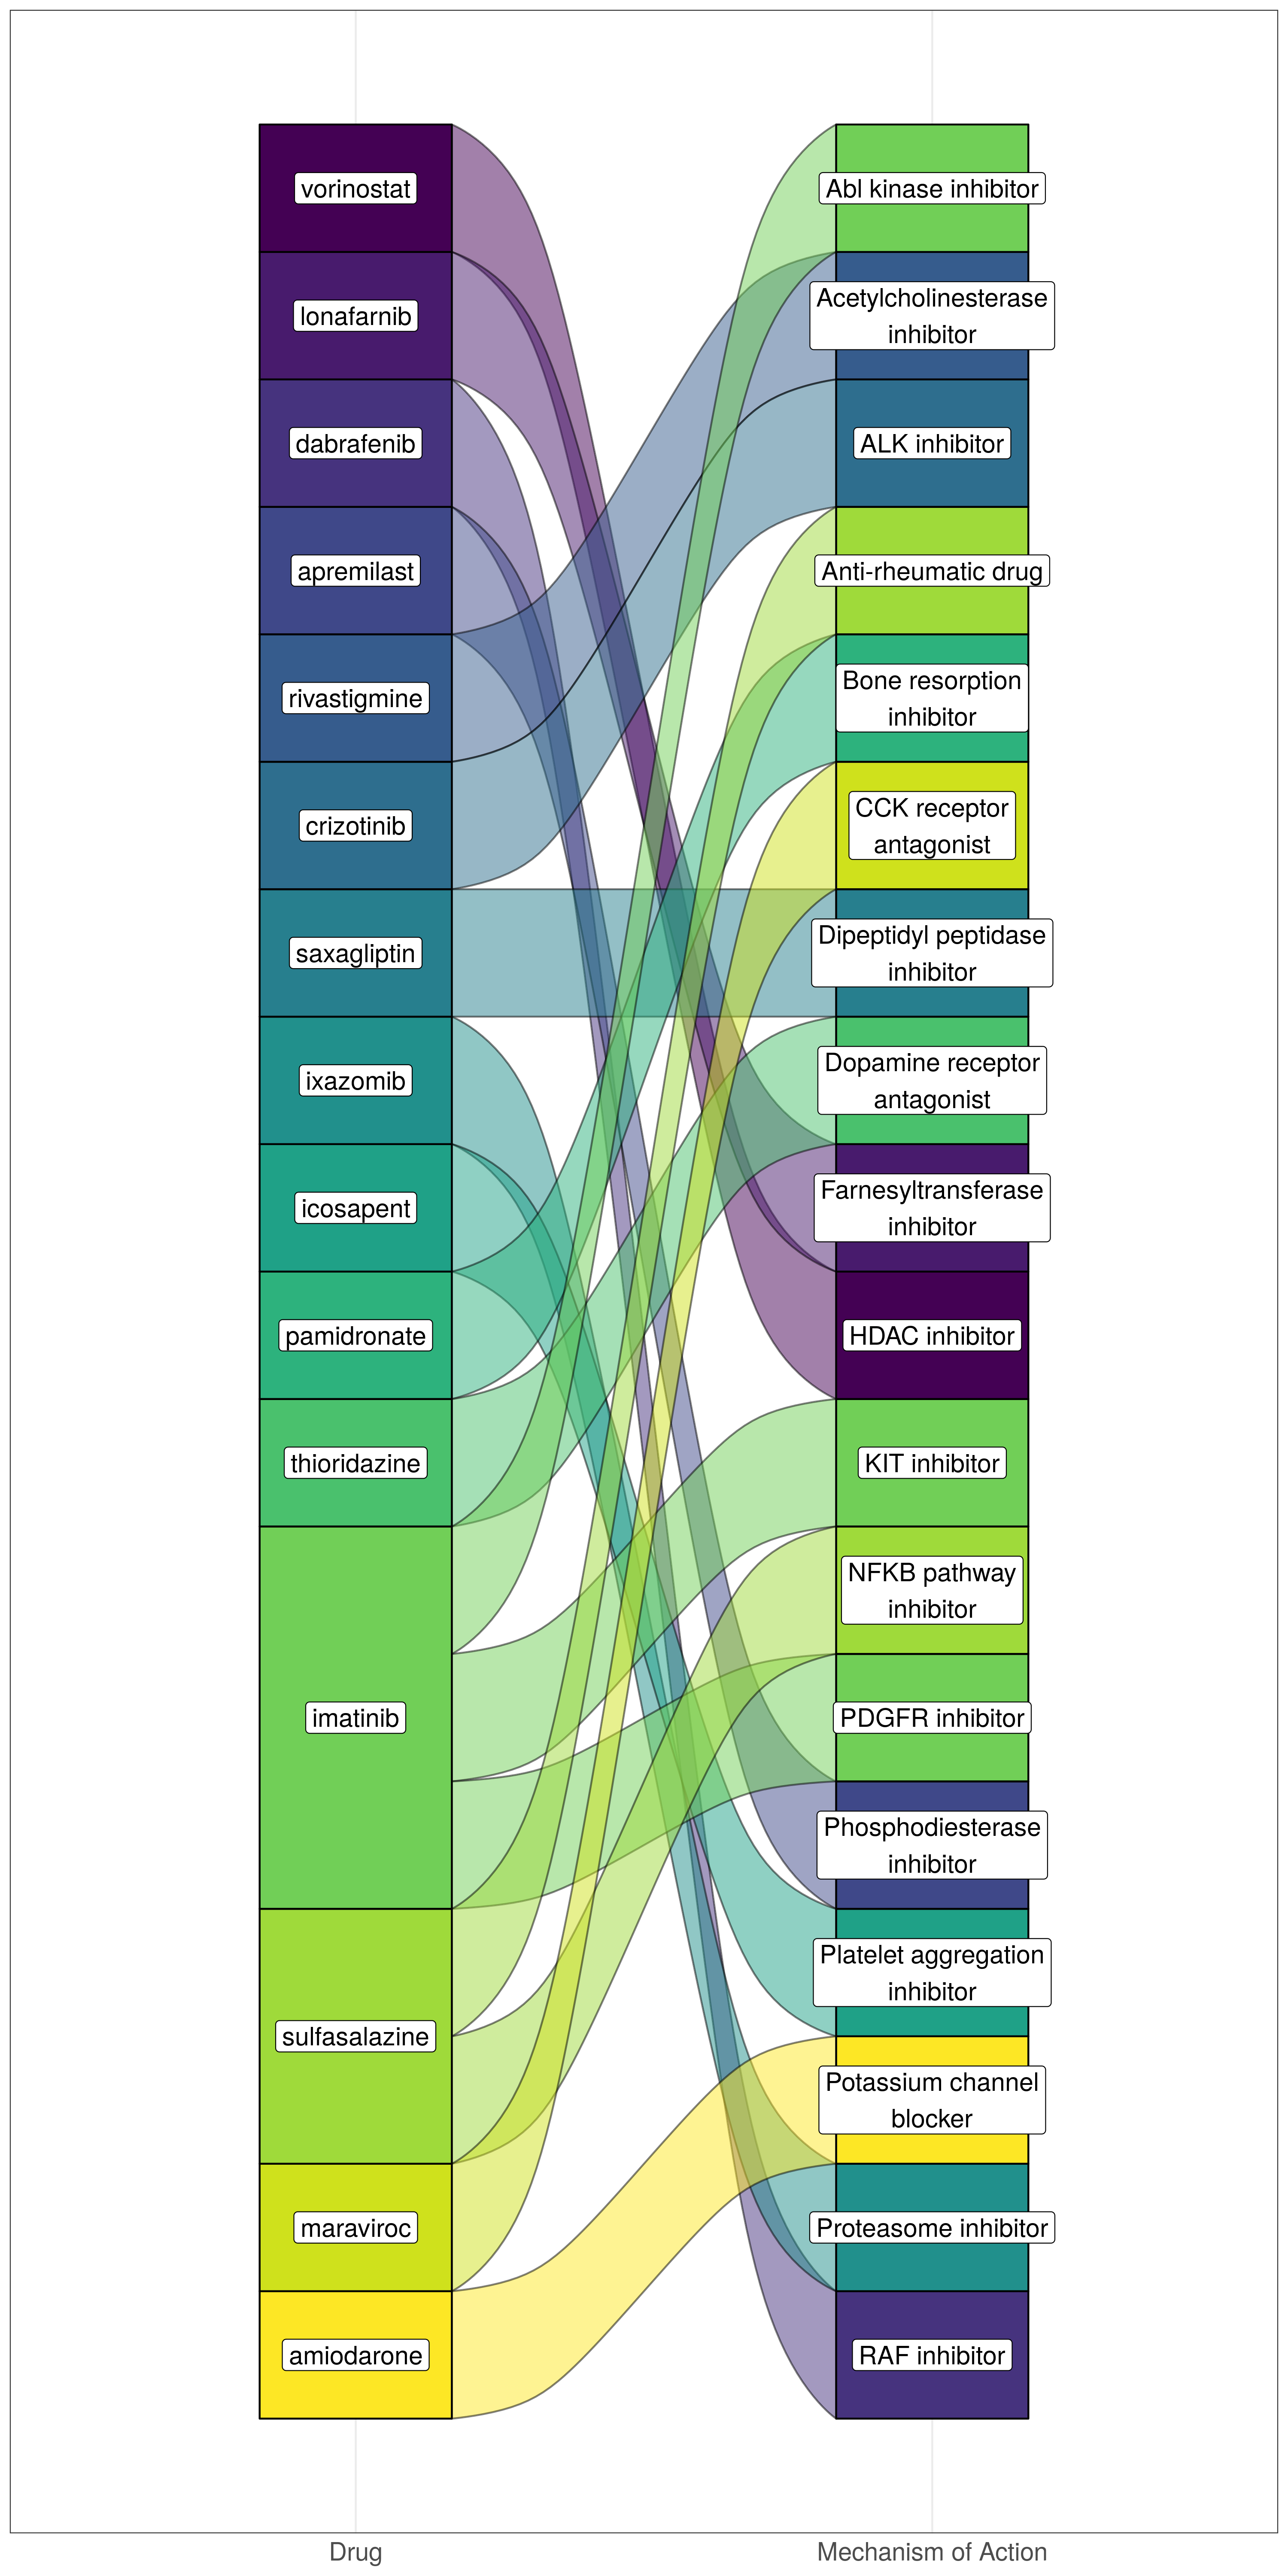 vorinostat
lonafarnib
dabrafenib
apremilast
rivastigmine
crizotinib
saxagliptin
ixazomib
icosapent
pamidronate
thioridazine
imatinib
sulfasalazine
maraviroc
amiodarone
Abl kinase inhibitor
Acetylcholinesterase
inhibitor
ALK inhibitor
Anti-rheumatic drug
Bone resorption
inhibitor
CCK receptor
antagonist
Dipeptidyl peptidase
inhibitor
Dopamine receptor
antagonist
Farnesyltransferase
inhibitor
HDAC inhibitor
KIT inhibitor
NFKB pathway
inhibitor
PDGFR inhibitor
Phosphodiesterase
inhibitor
Platelet aggregation
inhibitor
Potassium channel
blocker
Proteasome inhibitor
RAF inhibitor
Drug
Mechanism of Action